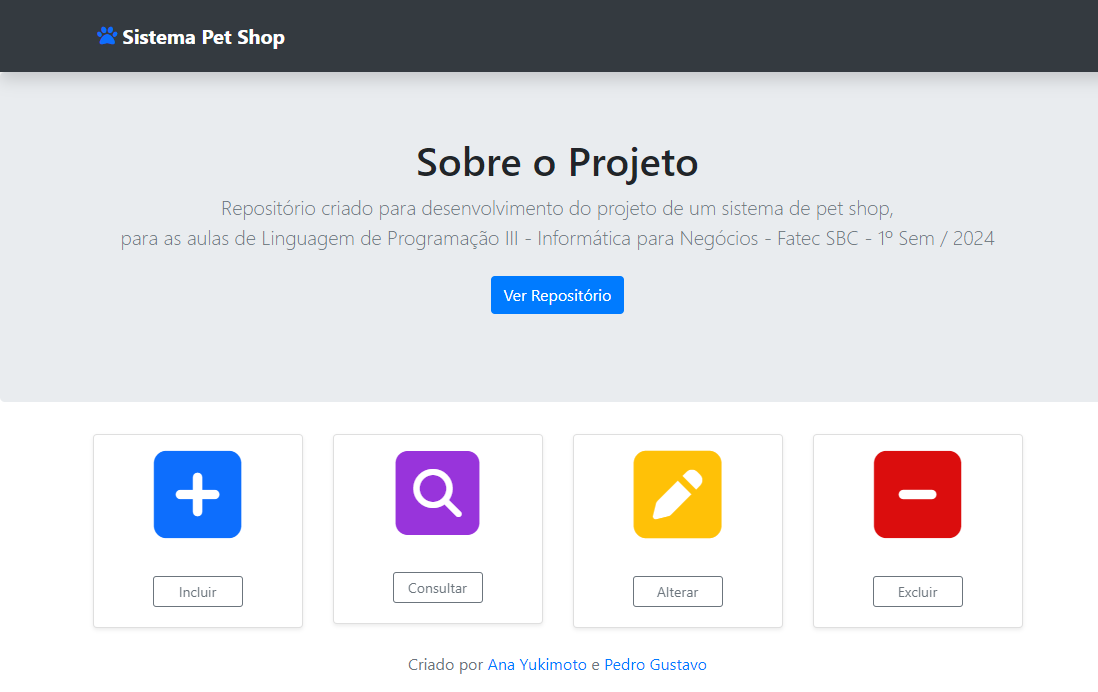 Sistema Pet Shop
Sobre o Projeto
Repositório criado para desenvolvimento do projeto de um sistema de pet shop,
para as aulas de Linguagem de Programação III - Informática para Negócios - Fatec SBC - 1º Sem / 2024
Ver Repositório
Incluir
Consultar
Alterar
Excluir
Criado por Ana Yukimoto e Pedro Gustavo